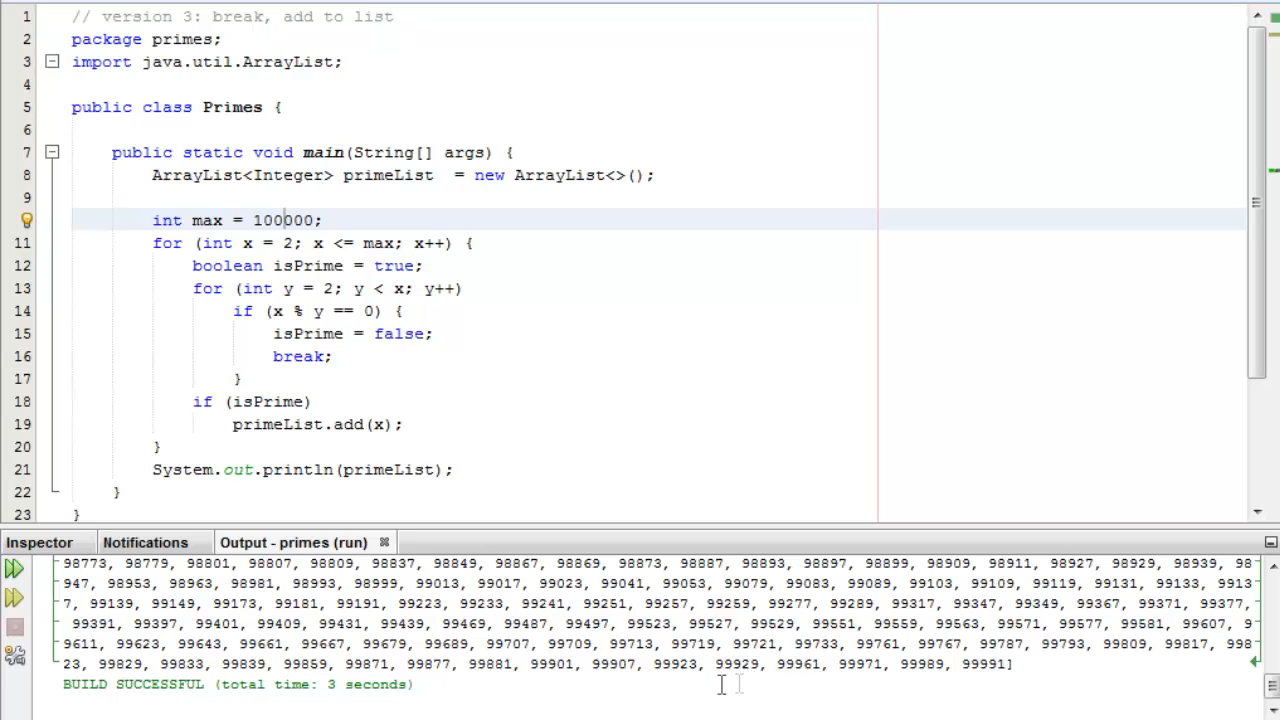 1 // version 3: break, add to list
2 package primes;
3 import java.util.ArrayList;
4
5 public class Primes {
6
7 public static void main(String[] args) {
8 ArrayList<Integer> primeList = new ArrayList<>();
9
int max = 100000;
11 for (int x = 2; x <= max; x++) {
12 boolean isPrime = true;
13 for (int y = 2; y < x; y++)
14 if (x % y == 0) {
15 isPrime = false;
16 break;
17 }
18 if (isPrime)
19 primeList.add(x);
20 }
21 System.out.println(primeList);
22 }
23 }
Inspector Notifications Output - primes (run)
98773, 98779, 98801, 98807, 98809, 98837, 98849, 98867, 98869, 98873, 98887, 98893, 98897, 98899, 98909, 98911, 98927, 98929, 98939, 98
947, 98953, 98963, 98981, 98993, 98999, 99013, 99017, 99023, 99041, 99053, 99079, 99083, 99089, 99103, 99109, 99119, 99131, 99133, 9913
7, 99139, 99149, 99173, 99181, 99191, 99223, 99233, 99241, 99251, 99257, 99259, 99277, 99289, 99317, 99347, 99349, 99367, 99371, 99377,
99391, 99397, 99401, 99409, 99431, 99439, 99469, 99487, 99497, 99523, 99527, 99529, 99551, 99559, 99563, 99571, 99577, 99581, 99607, 9
9611, 99623, 99643, 99661, 99667, 99679, 99689, 99707, 99709, 99713, 99719, 99721, 99733, 99761, 99767, 99787, 99793, 99809, 99817, 998
23, 99829, 99833, 99839, 99859, 99871, 99877, 99881, 99901, 99907, 99923, 99929, 99961, 99971, 99989, 99991]
BUILD SUCCESSFUL (total time: 3 seconds)